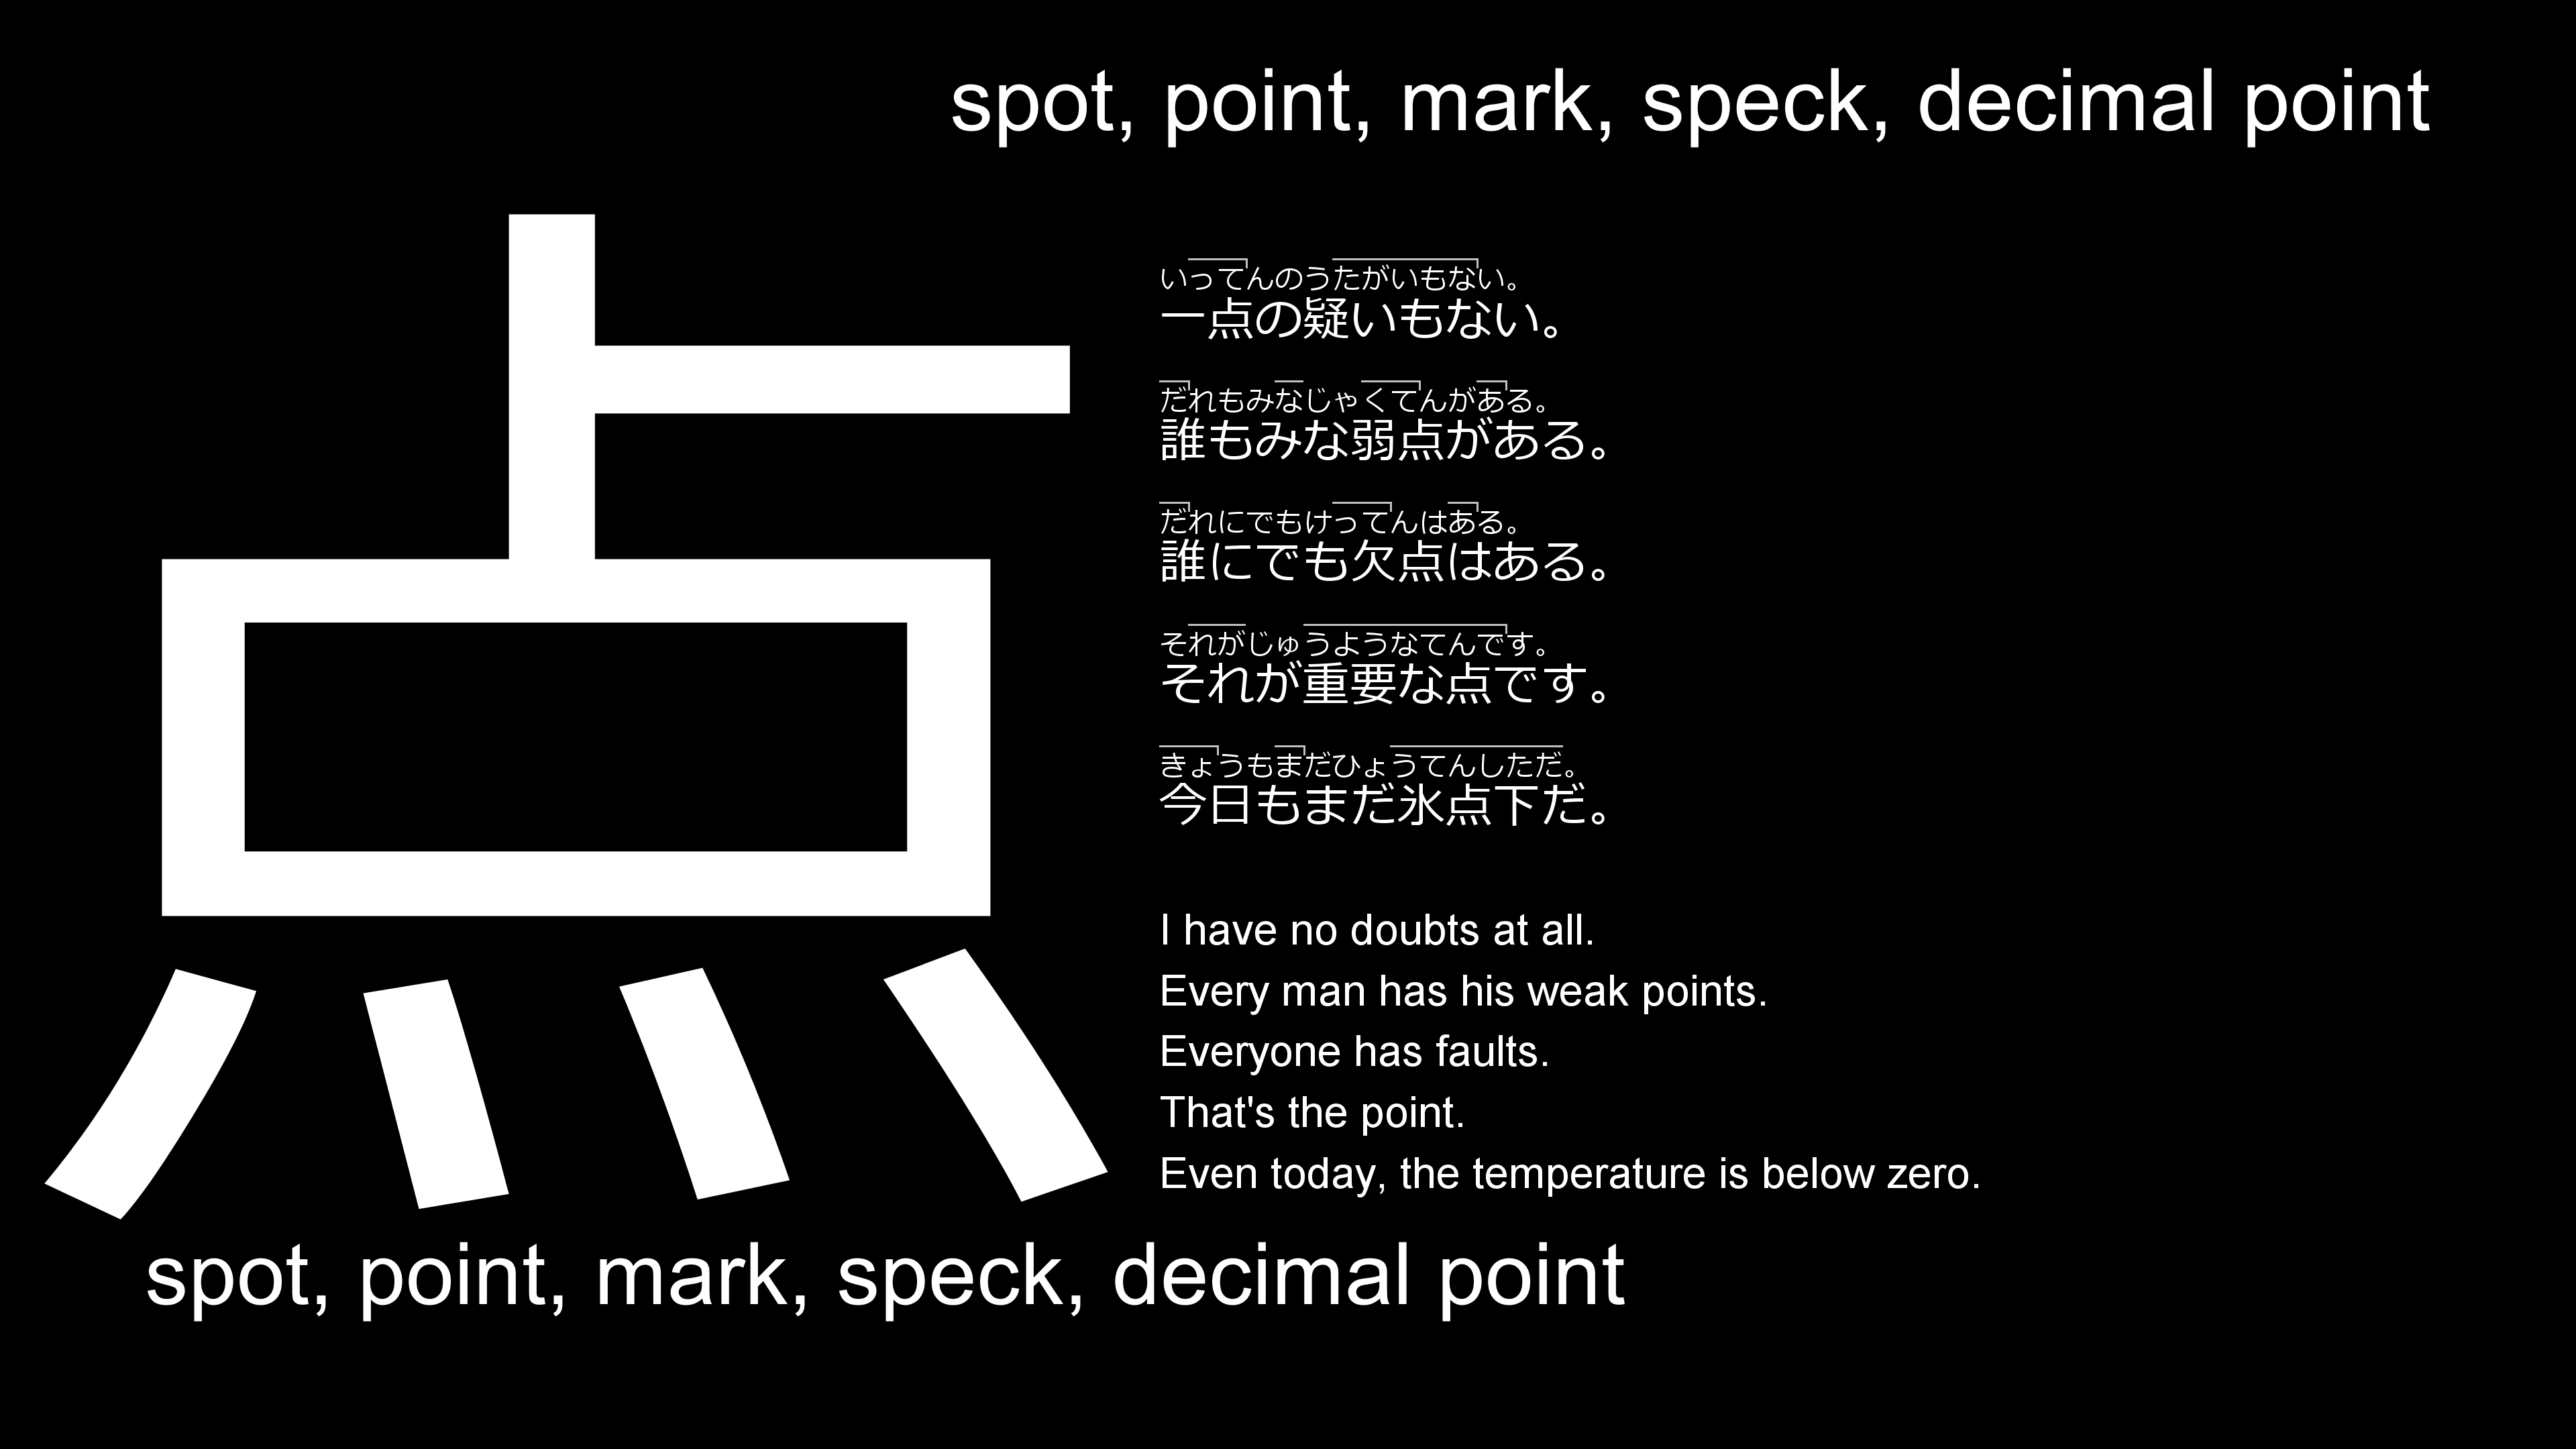 spot, point, mark, speck, decimal point
点
いってんのうたがいもない。
一点の疑いもない。
だれもみなじゃくてんがある。
誰もみな弱点がある。
だれにでもけってんはある。
誰にでも欠点はある。
それがじゅうようなてんです。
それが重要な点です。
きょうもまだひょうてんしただ。
今日もまだ氷点下だ。
I have no doubts at all.
Every man has his weak points.
Everyone has faults.
That's the point.
Even today, the temperature is below zero.
spot, point, mark, speck, decimal point